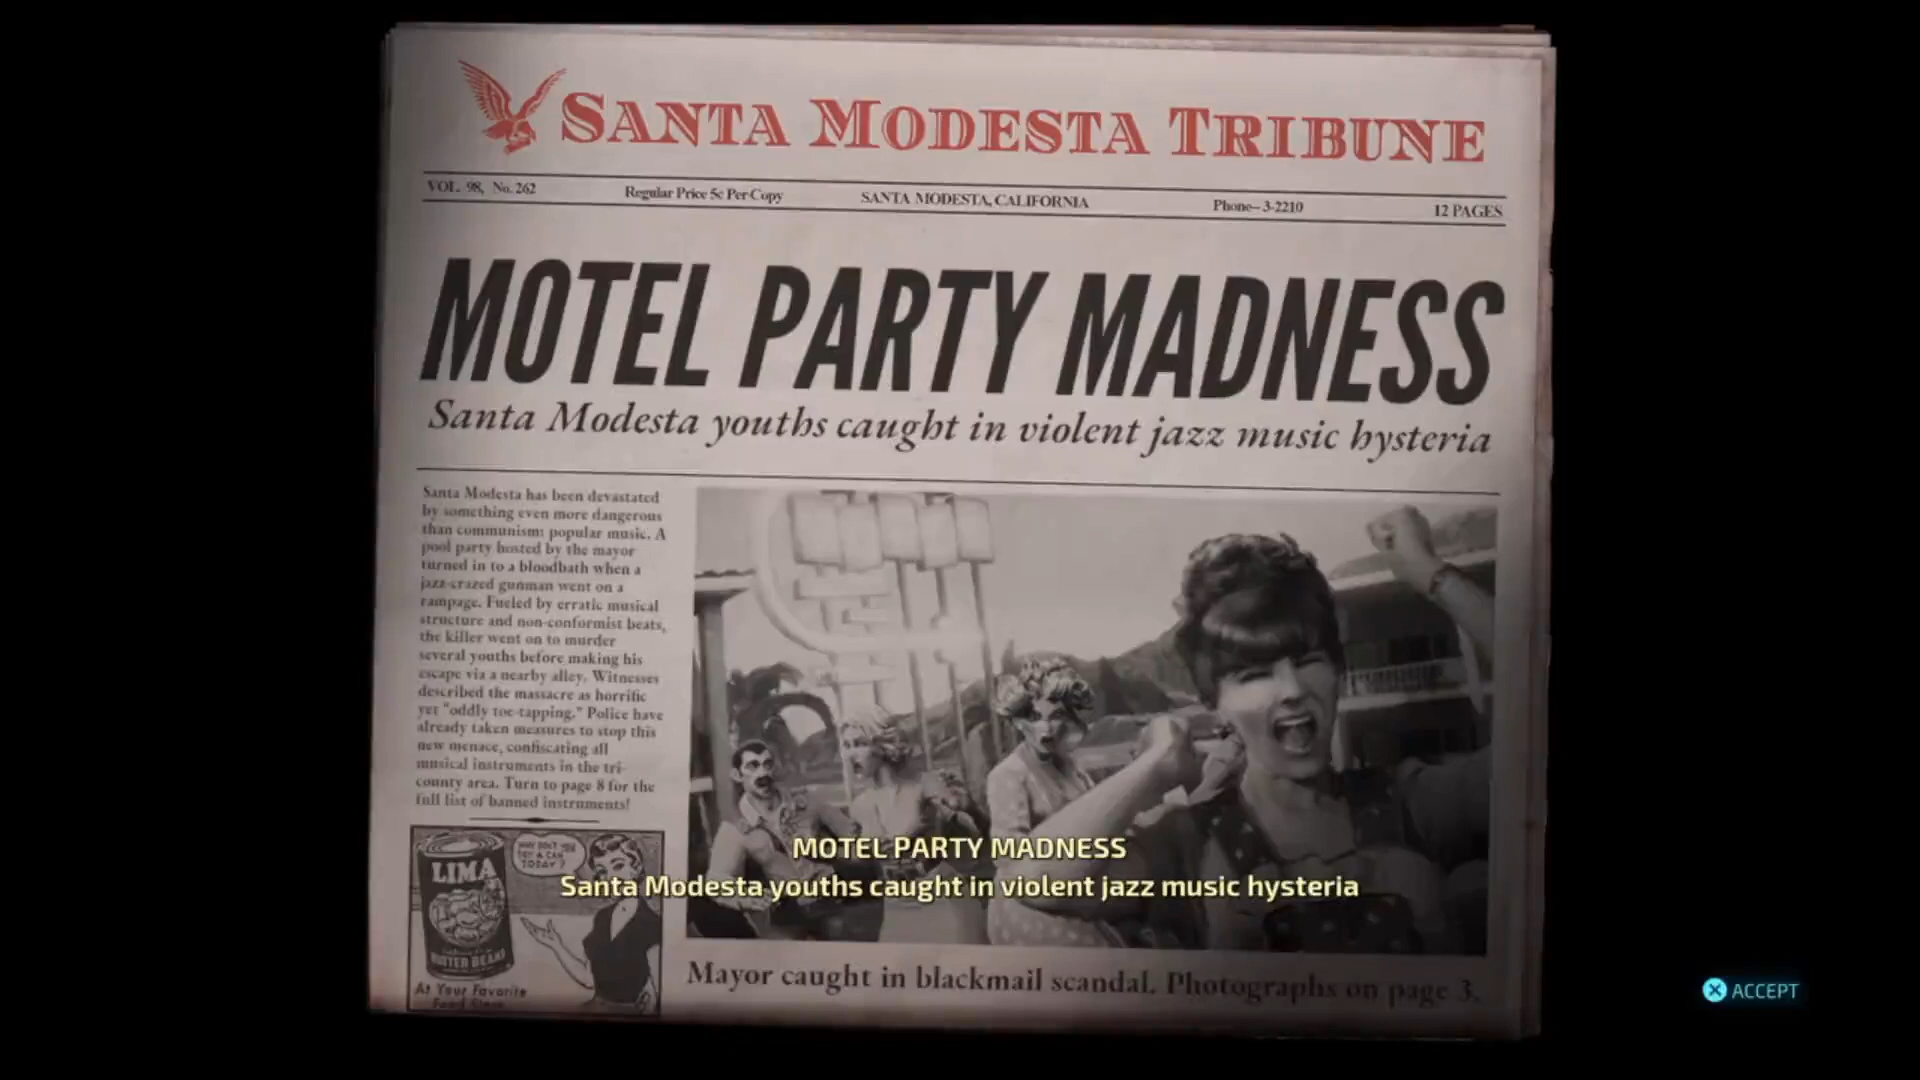 SANTA MODESTA TRIBUNE
VOL. 98, No. 262
Regular Price 5c Per Copy
SANTA MODESTA, CALIFORNIA
Phone-- 3-2210
12 PAGES
MOTEL PARTY MADNESS
Santa Modesta youths caught in violent jazz music hysteria
Santa Modesta has been devastated
by something even more dangerous
than communism: popular music. A
pool party hosted by the mayor
turned in to a bloodbath when a
jazz-crazed gunman went on a
rampage. Fueled by erratic musical
structure and non-conformist beats,
the killer went on to murder
several youths before making his
escape via a nearby alley. Witnesses
described the massacre as horrific
yet "oddly toe-tapping." Police have
already taken measures to stop this
new menace, confiscating all
musical instruments in the tri-
county area. Turn to page 8 for the
full list of banned instruments!
WHY DON'T YOU
TRY A CAN
TODAY?
LIMA
BUTTER BEANS
At Your Favorite
Food Store
MOTEL PARTY MADNESS
Santa Modesta youths caught in violent jazz music hysteria
Mayor caught in blackmail scandal. Photographs on page 3.
ACCEPT